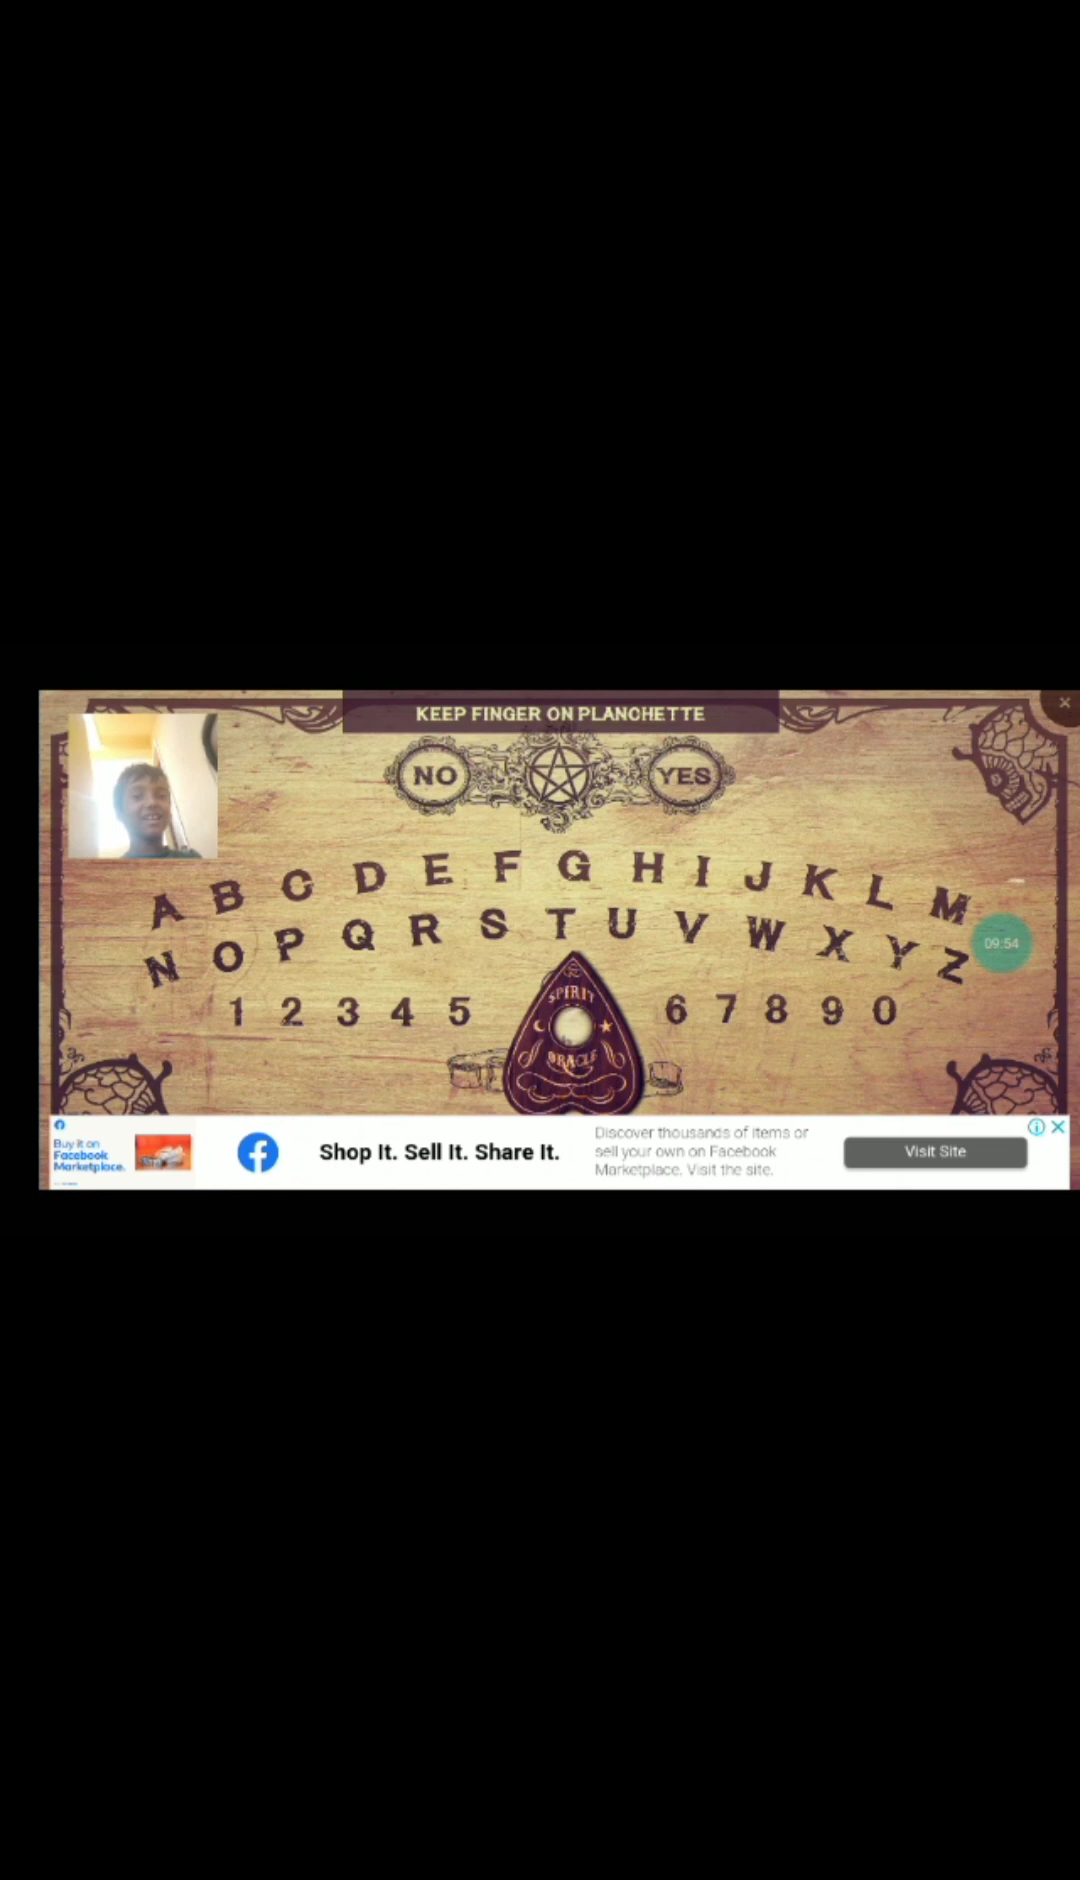 KEEP FINGER ON PLANCHETTE
NO YES
A B C D E F G H I J K L M
N O P Q R S T U V W X Y Z
09:54
1 2 3 4 5 6 7 8 9 0
SPIRIT
ORACLE
Buy it on
Facebook
Marketplace.
Shop It. Sell It. Share It.
Discover thousands of items or
sell your own on Facebook
Marketplace. Visit the site.
Visit Site